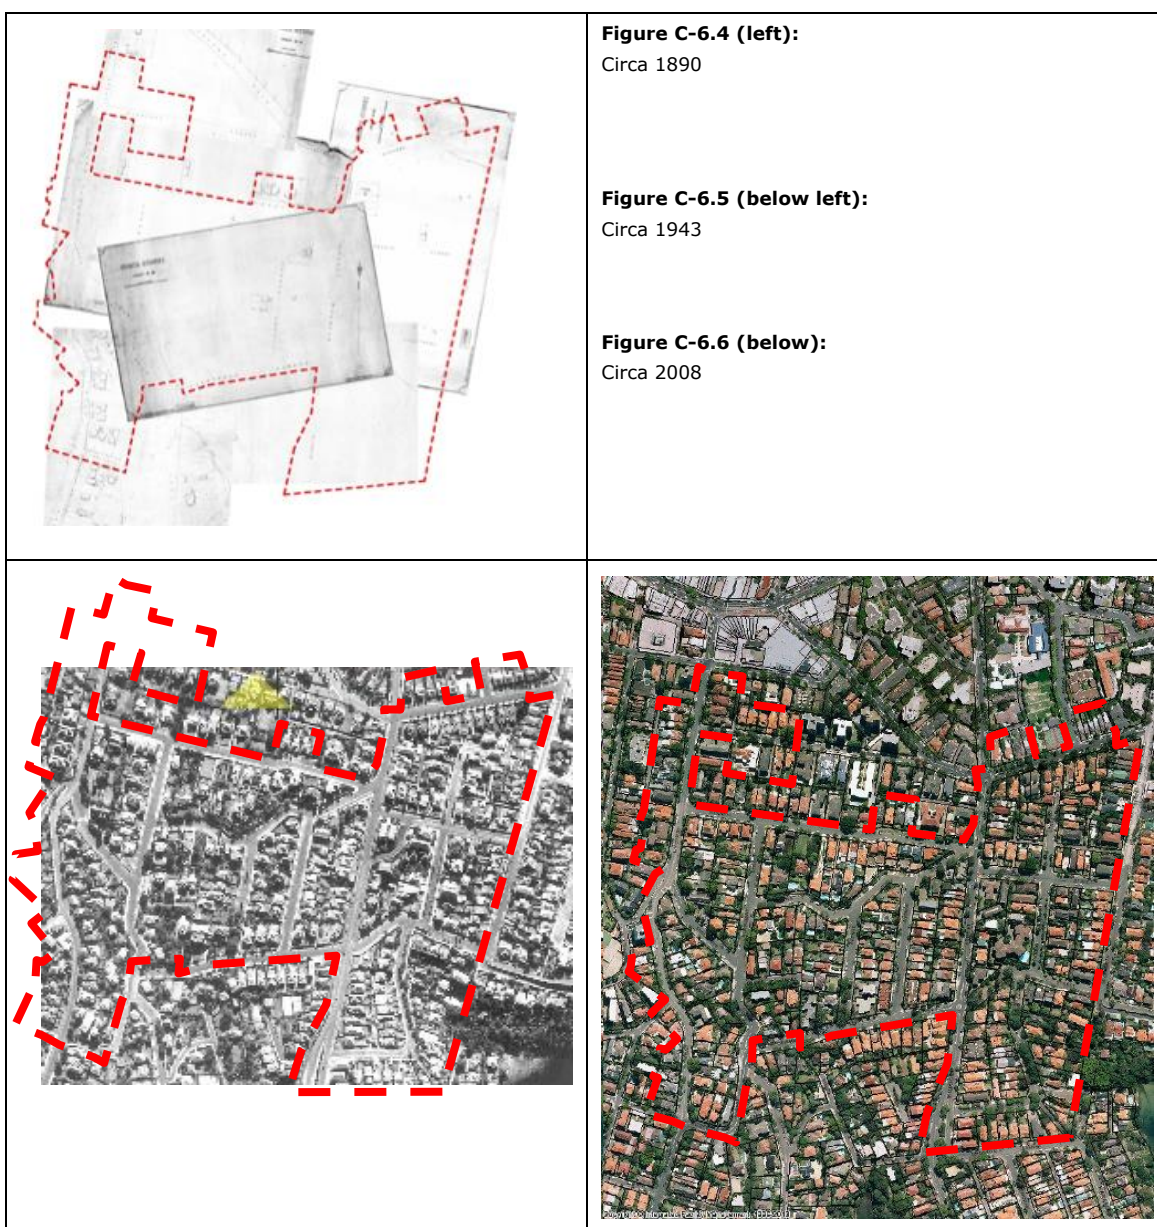 Figure C-6.4 (left):
Circa 1890
Figure C-6.5 (below left):
Circa 1943
Figure C-6.6 (below):
Circa 2008